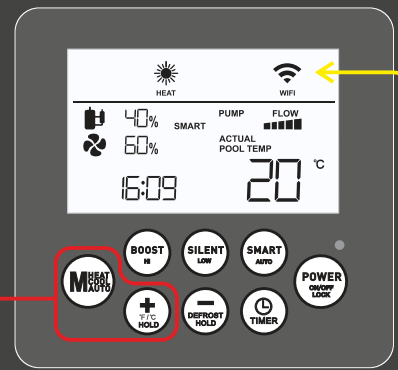 HEAT
WIFI
40%
SMART
PUMP
FLOW
60%
ACTUAL
POOL TEMP
16:09
20 °C
M HEAT
COOL
AUTO
BOOST
HI
SILENT
LOW
SMART
AUTO
POWER
ON/OFF
LOCK
+
°F/°C
HOLD
−
DEFROST
HOLD
TIMER